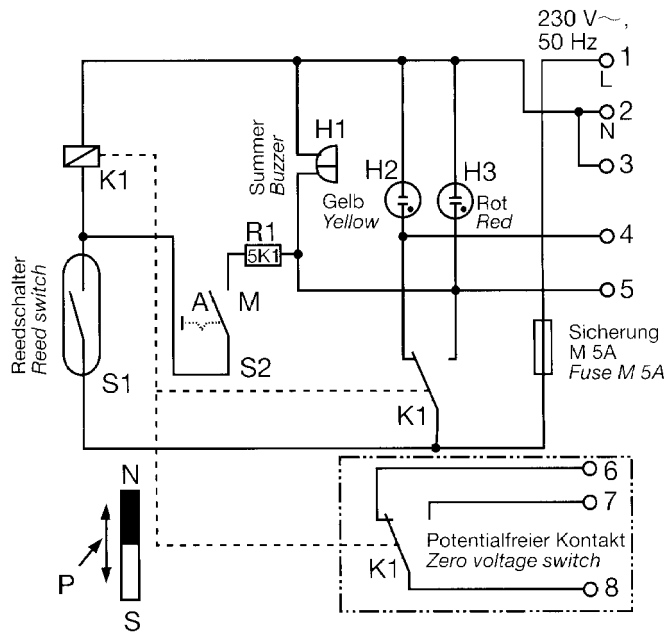 230 V~,
50 Hz
1
L
2
N
3
K1
Summer
Buzzer
H1
H2
H3
Gelb
Yellow
Rot
Red
4
R1
5K1
5
Reedschalter
Reed switch
A
M
S1
S2
Sicherung
M 5A
Fuse M 5A
K1
6
7
Potentialfreier Kontakt
Zero voltage switch
K1
8
N
P
S